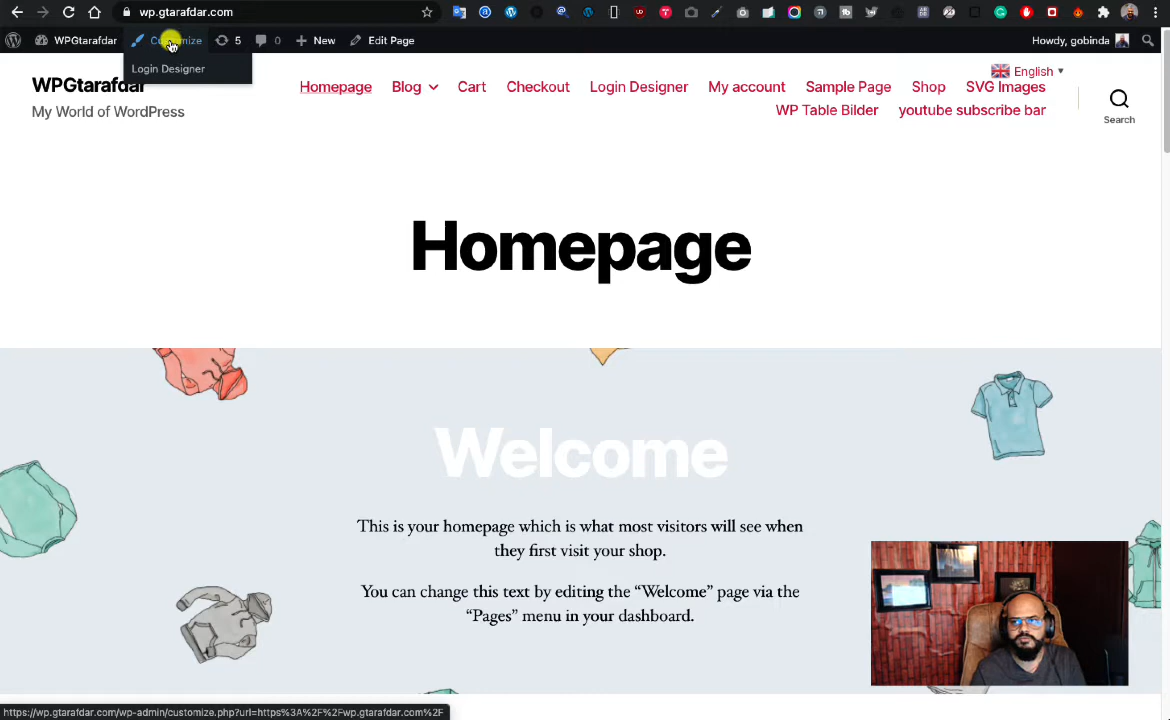 wp.gtarafdar.com
WPGtarafdar Customize 5 0 New Edit Page Howdy, gobinda
Login Designer
English
WPGtarafdar
My World of WordPress
Homepage Blog Cart Checkout Login Designer My account Sample Page Shop SVG Images
WP Table Bilder youtube subscribe bar
Search
Homepage
Welcome
This is your homepage which is what most visitors will see when
they first visit your shop.
You can change this text by editing the “Welcome” page via the
“Pages” menu in your dashboard.
https://wp.gtarafdar.com/wp-admin/customize.php?url=https%3A%2F%2Fwp.gtarafdar.com%2F